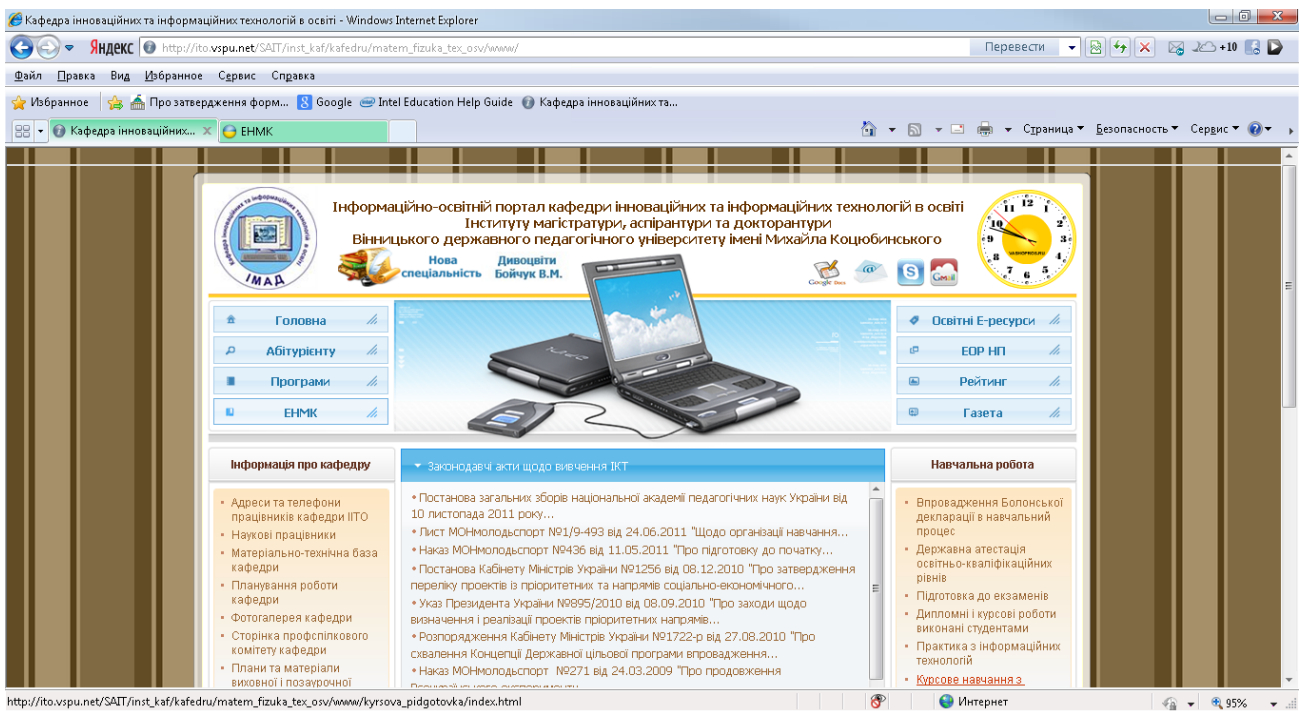 Кафедра інноваційних та інформаційних технологій в освіті - Windows Internet Explorer
Яндекс http://ito.vspu.net/SAIT/inst_kaf/kafedru/matem_fizuka_tex_osv/www/ Перевести +10
Файл Правка Вид Избранное Сервис Справка
Избранное Про затвердження форм... Google Intel Education Help Guide Кафедра інноваційних та...
Кафедра інноваційних... ЕНМК Страница Безопасность Сервис
Інформаційно-освітній портал кафедри інноваційних та інформаційних технологій в освіті
Інституту магістратури, аспірантури та докторантури
Вінницького державного педагогічного університету імені Михайла Коцюбинського
ІМАД
Нова
спеціальність
Дивоцвіти
Бойчук В.М.
Google Docs
Gmail
Головна
Абітурієнту
Програми
ЕНМК
Освітні Е-ресурси
ЕОР НП
Рейтинг
Газета
Інформація про кафедру
Адреси та телефони
працівників кафедри ІІТО
Наукові працівники
Матеріально-технічна база
кафедри
Планування роботи
кафедри
Фотогалерея кафедри
Сторінка профспілкового
комітету кафедри
Плани та матеріали
виховної і позаурочної
Законодавчі акти щодо вивчення ІКТ
Постанова загальних зборів національної академії педагогічних наук України від
10 листопада 2011 року...
Лист МОНмолодьспорт №1/9-493 від 24.06.2011 "Щодо організації навчання...
Наказ МОНмолодьспорт №436 від 11.05.2011 "Про підготовку до початку...
Постанова Кабінету Міністрів України №1256 від 08.12.2010 "Про затвердження
переліку проектів із пріоритетних та напрямів соціально-економічного...
Указ Президента України №895/2010 від 08.09.2010 "Про заходи щодо
визначення і реалізації проектів пріоритетних напрямів...
Розпорядження Кабінету Міністрів України №1722-р від 27.08.2010 "Про
схвалення Концепції Державної цільової програми впровадження...
Наказ МОНмолодьспорт №271 від 24.03.2009 "Про продовження
Навчальна робота
Впровадження Болонської
декларації в навчальний
процес
Державна атестація
освітньо-кваліфікаційних
рівнів
Підготовка до екзаменів
Дипломні і курсові роботи
виконані студентами
Практика з інформаційних
технологій
Курсове навчання з
http://ito.vspu.net/SAIT/inst_kaf/kafedru/matem_fizuka_tex_osv/www/kyrsova_pidgotovka/index.html Интернет 95%